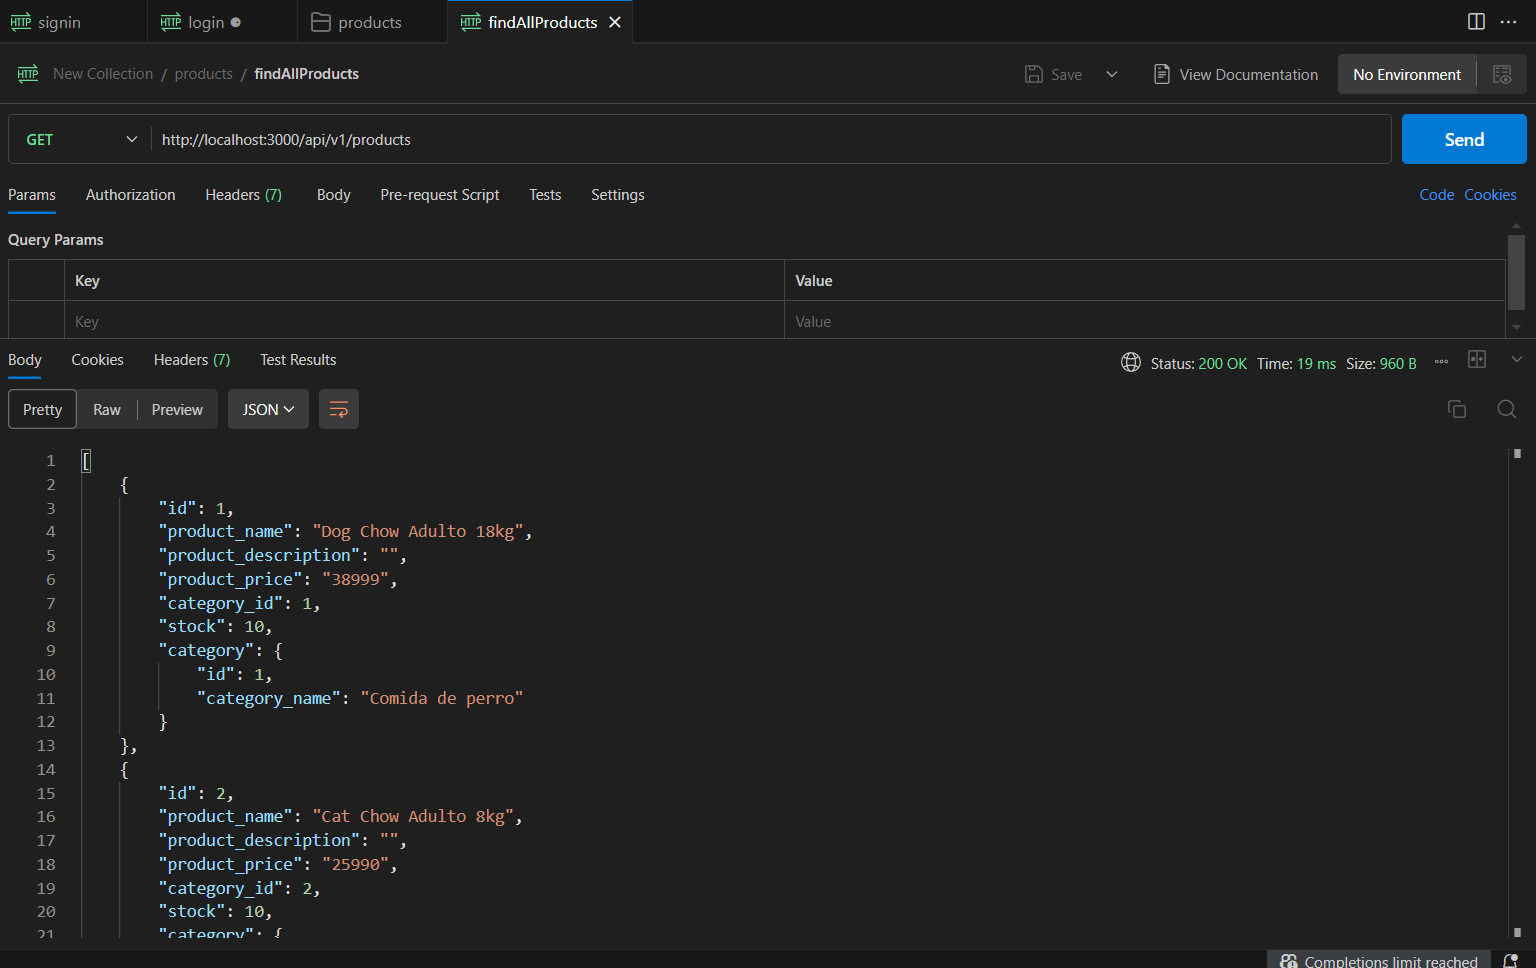 HTTP signin HTTP login products HTTP findAllProducts
HTTP New Collection / products / findAllProducts Save View Documentation No Environment
GET http://localhost:3000/api/v1/products Send
Params Authorization Headers (7) Body Pre-request Script Tests Settings Code Cookies
Query Params
Key Value
Key Value
Body Cookies Headers (7) Test Results Status: 200 OK Time: 19 ms Size: 960 B
Pretty Raw Preview JSON
1 [
2 {
3 "id": 1,
4 "product_name": "Dog Chow Adulto 18kg",
5 "product_description": "",
6 "product_price": "38999",
7 "category_id": 1,
8 "stock": 10,
9 "category": {
10 "id": 1,
11 "category_name": "Comida de perro"
12 }
13 },
14 {
15 "id": 2,
16 "product_name": "Cat Chow Adulto 8kg",
17 "product_description": "",
18 "product_price": "25990",
19 "category_id": 2,
20 "stock": 10,
21 "category": {
Completions limit reached